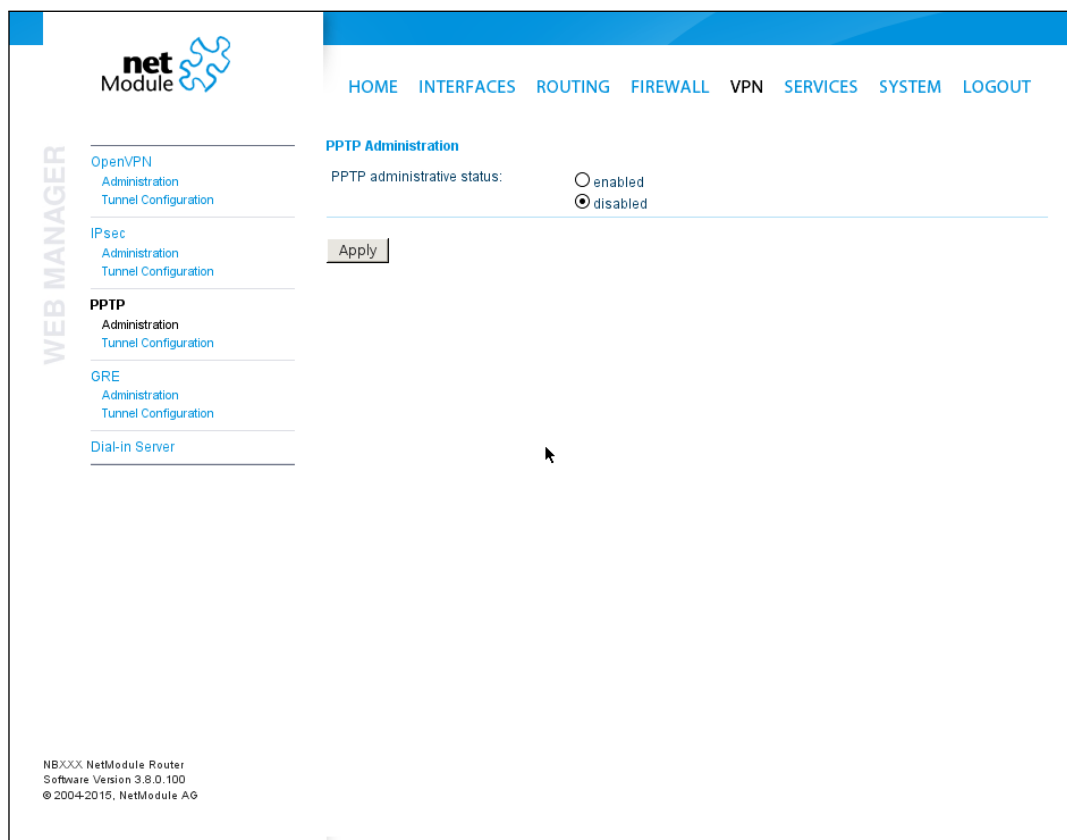 net
Module
HOME INTERFACES ROUTING FIREWALL VPN SERVICES SYSTEM LOGOUT
WEB MANAGER
OpenVPN
Administration
Tunnel Configuration
IPsec
Administration
Tunnel Configuration
PPTP
Administration
Tunnel Configuration
GRE
Administration
Tunnel Configuration
Dial-in Server
PPTP Administration
PPTP administrative status:
enabled
disabled
Apply
NBXXX NetModule Router
Software Version 3.8.0.100
© 2004-2015, NetModule AG